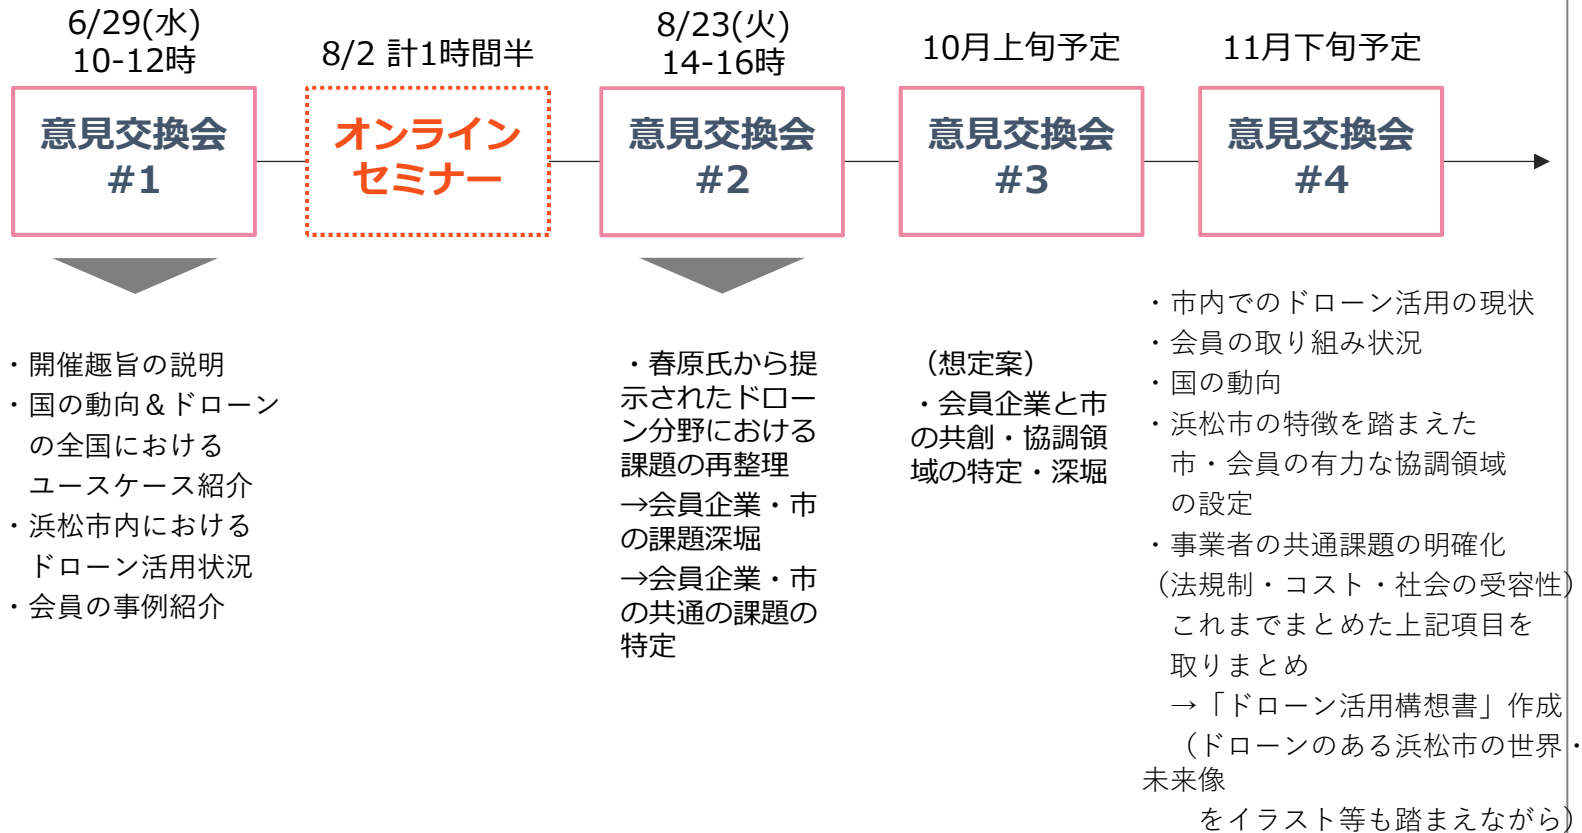 6/29(水)
10-12時
8/2 計1時間半
8/23(火)
14-16時
10月上旬予定
11月下旬予定
意見交換会
#1
オンライン
セミナー
意見交換会
#2
意見交換会
#3
意見交換会
#4
・開催趣旨の説明
・国の動向＆ドローン
の全国における
ユースケース紹介
・浜松市内における
ドローン活用状況
・会員の事例紹介
・春原氏から提
示されたドロー
ン分野における
課題の再整理
→会員企業・市
の課題深堀
→会員企業・市
の共通の課題の
特定
（想定案）
・会員企業と市
の共創・協調領
域の特定・深堀
・市内でのドローン活用の現状
・会員の取り組み状況
・国の動向
・浜松市の特徴を踏まえた
市・会員の有力な協調領域
の設定
・事業者の共通課題の明確化
（法規制・コスト・社会の受容性）
これまでまとめた上記項目を
取りまとめ
→「ドローン活用構想書」作成
（ドローンのある浜松市の世界・
未来像
をイラスト等も踏まえながら）